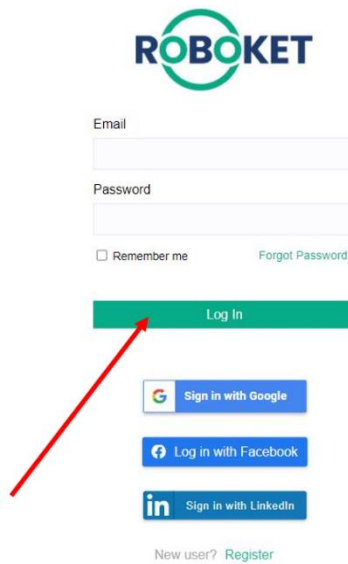 ROBOKET
Email
Password
Remember me Forgot Password
Log In
G Sign in with Google
f Log in with Facebook
in Sign in with LinkedIn
New user? Register